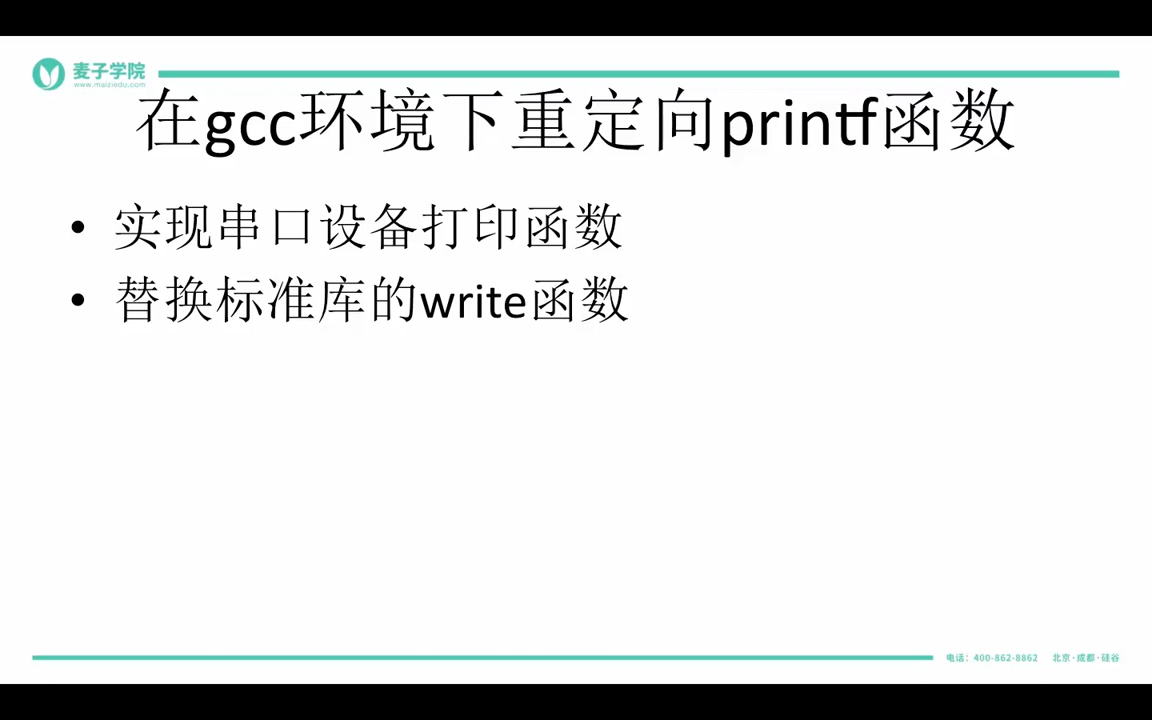 麦子学院
www.maiziedu.com
在gcc环境下重定向printf函数
• 实现串口设备打印函数
• 替换标准库的write函数
电话：400-862-8862 北京·成都·硅谷